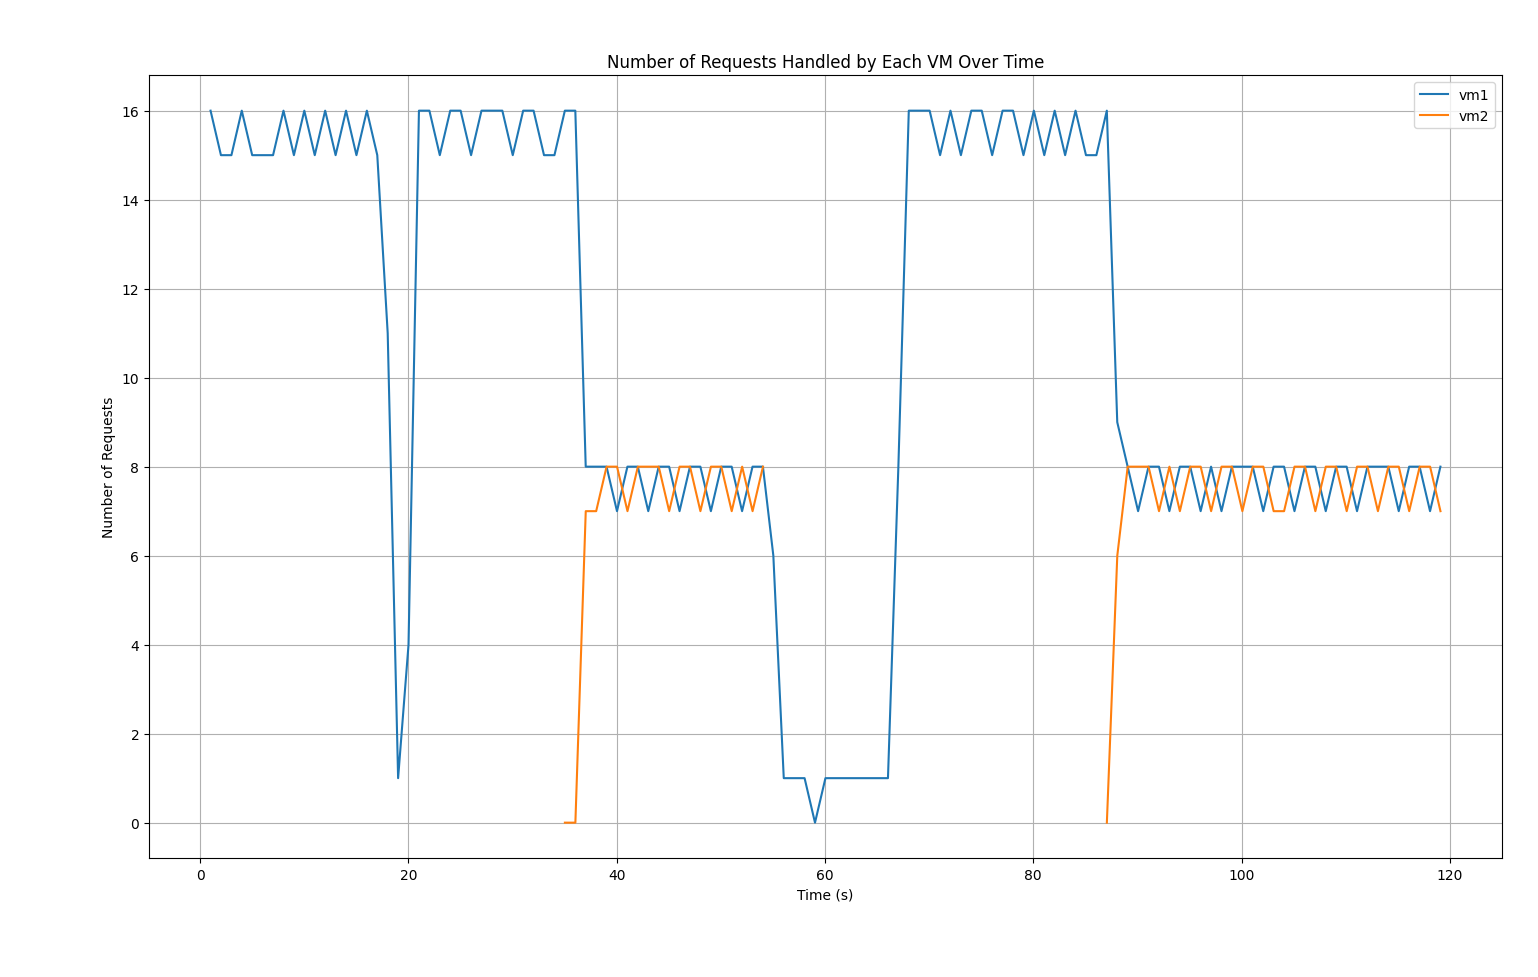 Number of Requests Handled by Each VM Over Time
vm1
vm2
Number of Requests
16
14
12
10
8
6
4
2
0
0 20 40 60 80 100 120
Time (s)